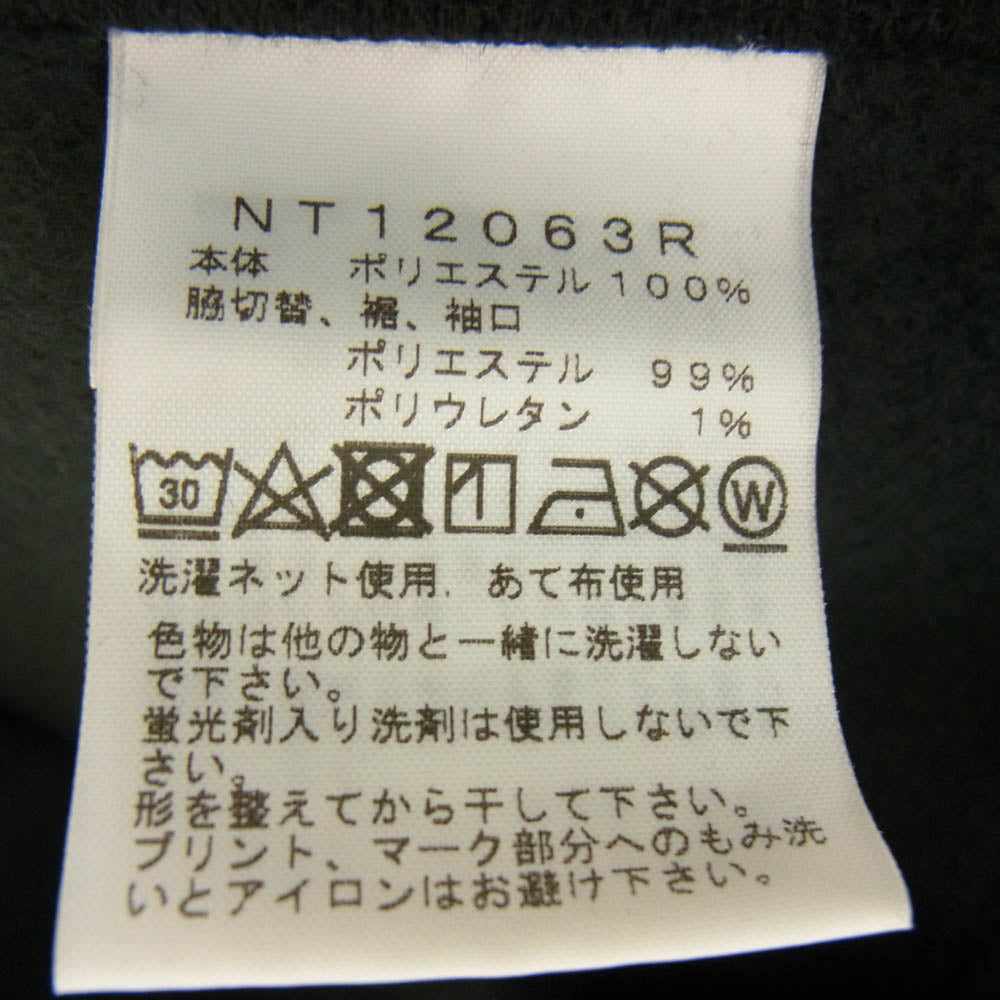 NT12063R
本体 ポリエステル100%
脇切替、裾、袖口
ポリエステル 99%
ポリウレタン 1%
30 W
洗濯ネット使用. あて布使用
色物は他の物と一緒に洗濯しない
で下さい。
蛍光剤入り洗剤は使用しないで下
さい。
形を整えてから干して下さい。
プリント、マーク部分へのもみ洗
いとアイロンはお避け下さい。